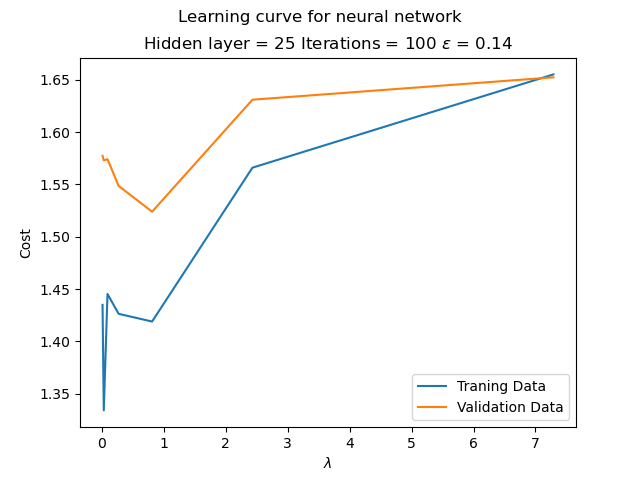 Learning curve for neural network
Hidden layer = 25 Iterations = 100 ε = 0.14
1.65
1.60
1.55
1.50
1.45
1.40
1.35
Cost
0 1 2 3 4 5 6 7
λ
Traning Data
Validation Data